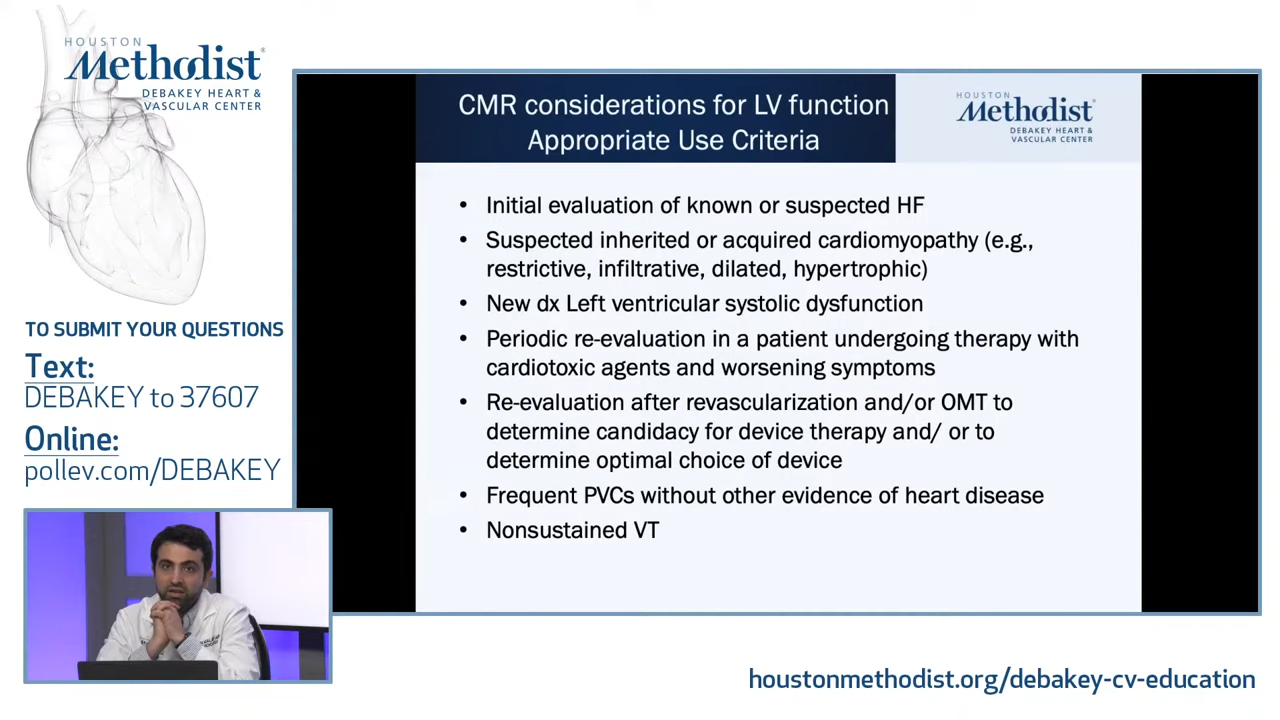 HOUSTON
Methodist®
DEBAKEY HEART &
VASCULAR CENTER
TO SUBMIT YOUR QUESTIONS
Text:
DEBAKEY to 37607
Online:
pollev.com/DEBAKEY
CMR considerations for LV function
Appropriate Use Criteria
HOUSTON
Methodist®
DEBAKEY HEART &
VASCULAR CENTER
• Initial evaluation of known or suspected HF
• Suspected inherited or acquired cardiomyopathy (e.g.,
restrictive, infiltrative, dilated, hypertrophic)
• New dx Left ventricular systolic dysfunction
• Periodic re-evaluation in a patient undergoing therapy with
cardiotoxic agents and worsening symptoms
• Re-evaluation after revascularization and/or OMT to
determine candidacy for device therapy and/ or to
determine optimal choice of device
• Frequent PVCs without other evidence of heart disease
• Nonsustained VT
houstonmethodist.org/debakey-cv-education